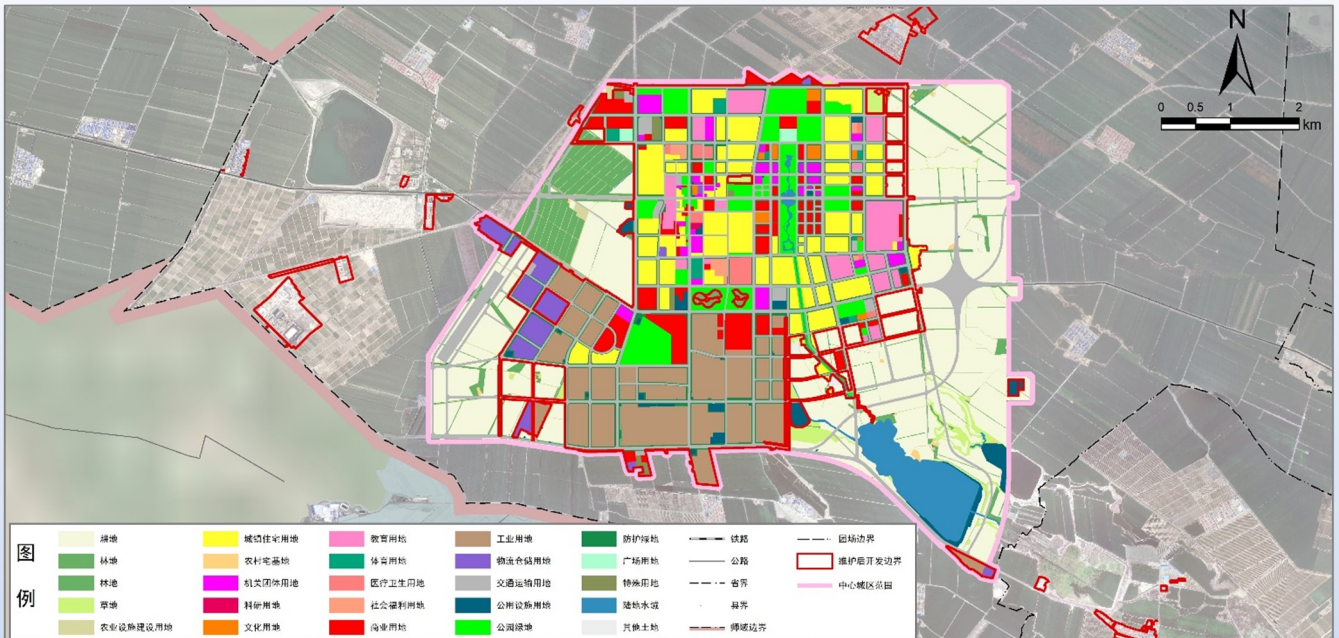 N
0 0.5 1 2
km
图例
耕地
城镇住宅用地
教育用地
工业用地
防护绿地
铁路
团场边界
林地
农村宅基地
体育用地
物流仓储用地
广场用地
公路
维护后开发边界
林地
机关团体用地
医疗卫生用地
交通运输用地
特殊用地
省界
中心城区范围
草地
科研用地
社会福利用地
公用设施用地
陆地水域
县界
农业设施建设用地
文化用地
商业用地
公园绿地
其他土地
师域边界